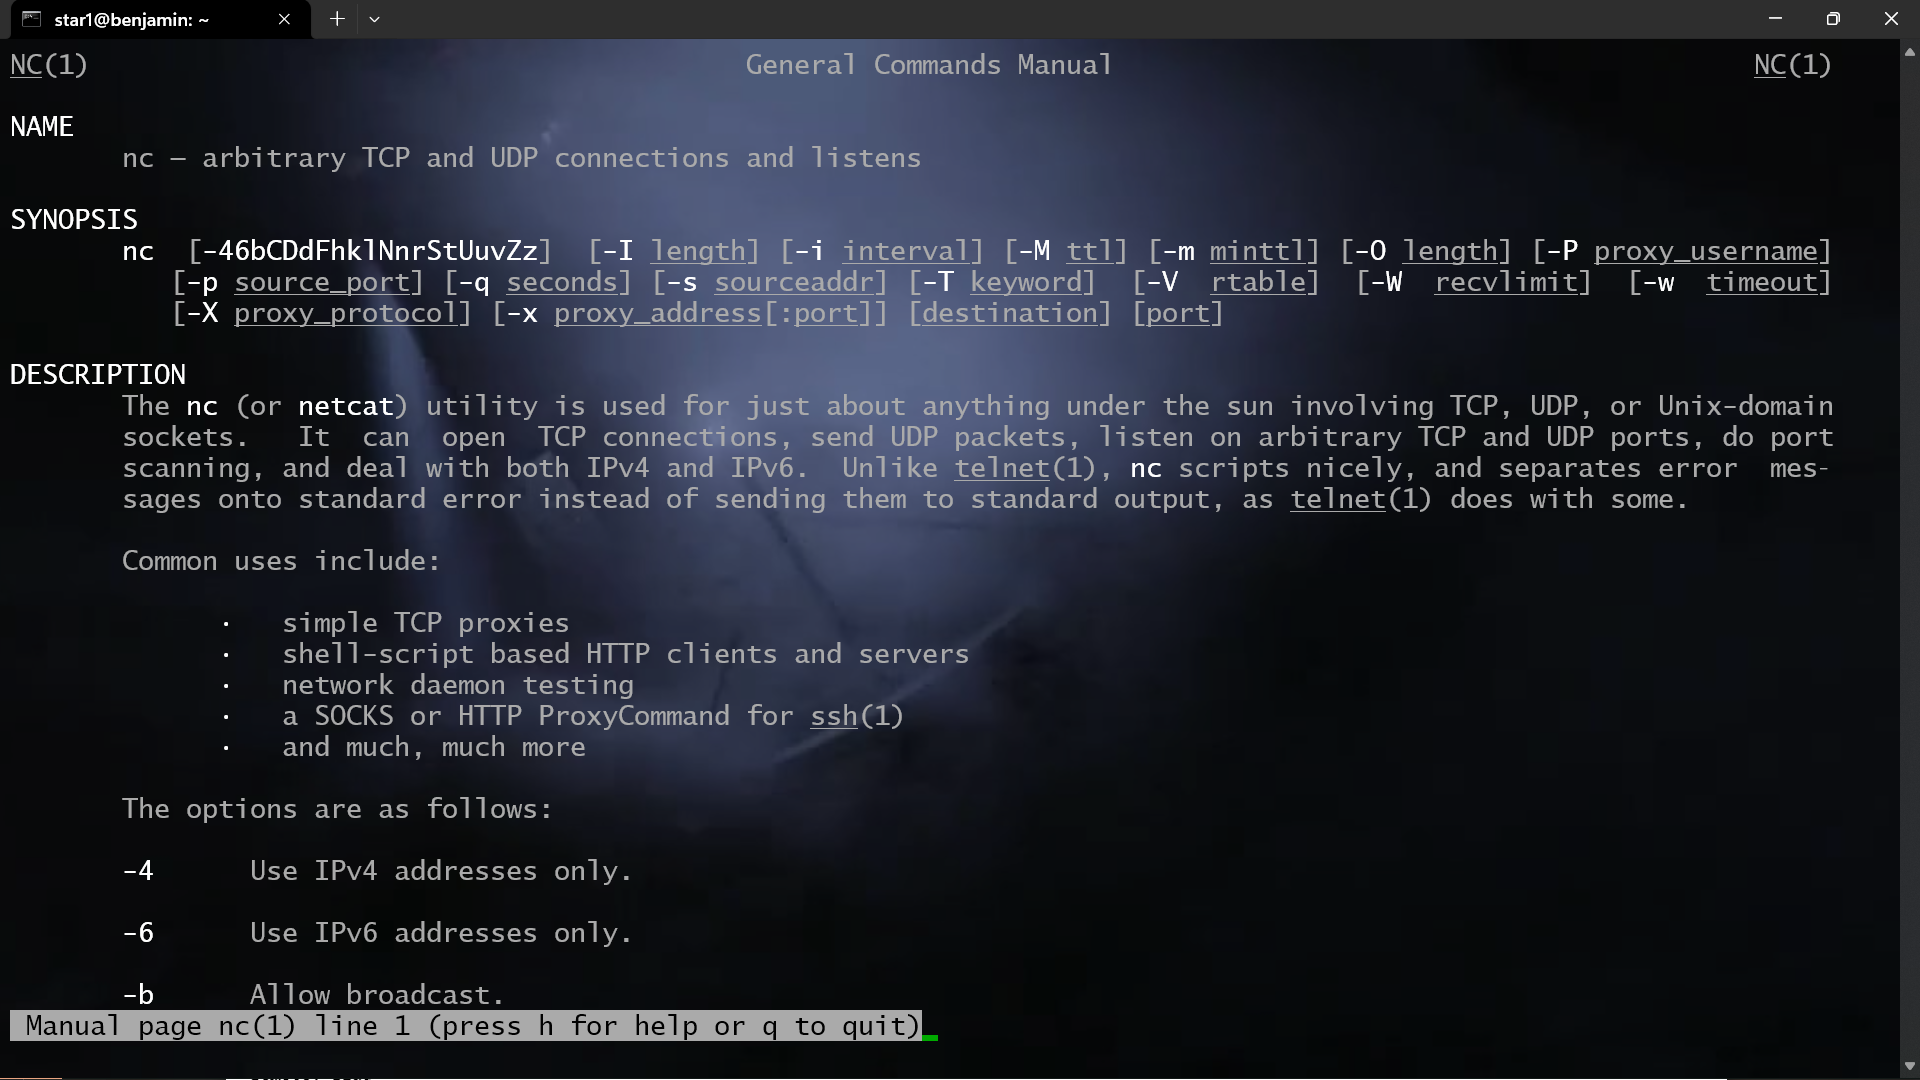 star1@benjamin: ~
NC(1) General Commands Manual NC(1)
NAME
nc — arbitrary TCP and UDP connections and listens
SYNOPSIS
nc [-46bCDdFhklNnrStUuvZz] [-I length] [-i interval] [-M ttl] [-m minttl] [-O length] [-P proxy_username]
[-p source_port] [-q seconds] [-s sourceaddr] [-T keyword] [-V rtable] [-W recvlimit] [-w timeout]
[-X proxy_protocol] [-x proxy_address[:port]] [destination] [port]
DESCRIPTION
The nc (or netcat) utility is used for just about anything under the sun involving TCP, UDP, or Unix-domain
sockets. It can open TCP connections, send UDP packets, listen on arbitrary TCP and UDP ports, do port
scanning, and deal with both IPv4 and IPv6. Unlike telnet(1), nc scripts nicely, and separates error mes-
sages onto standard error instead of sending them to standard output, as telnet(1) does with some.
Common uses include:
· simple TCP proxies
· shell-script based HTTP clients and servers
· network daemon testing
· a SOCKS or HTTP ProxyCommand for ssh(1)
· and much, much more
The options are as follows:
-4 Use IPv4 addresses only.
-6 Use IPv6 addresses only.
-b Allow broadcast.
Manual page nc(1) line 1 (press h for help or q to quit)